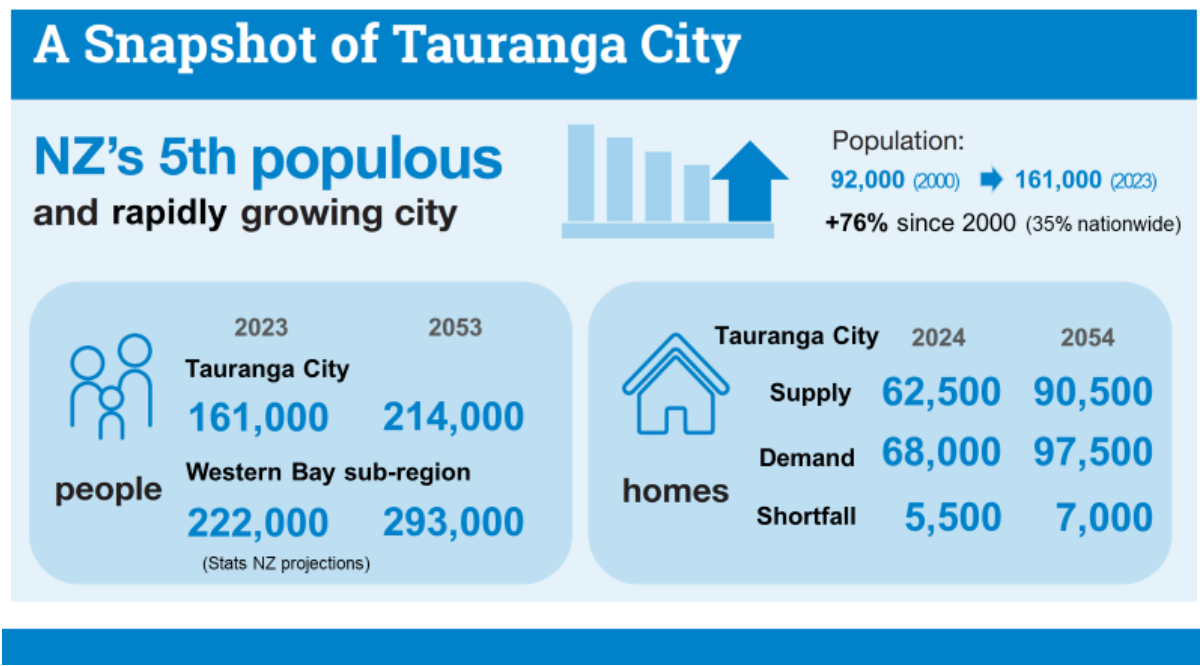 A Snapshot of Tauranga City
NZ's 5th populous
and rapidly growing city
Population:
92,000 (2000) 161,000 (2023)
+76% since 2000 (35% nationwide)
people
2023 2053
Tauranga City
161,000 214,000
Western Bay sub-region
222,000 293,000
(Stats NZ projections)
homes
Tauranga City 2024 2054
Supply 62,500 90,500
Demand 68,000 97,500
Shortfall 5,500 7,000